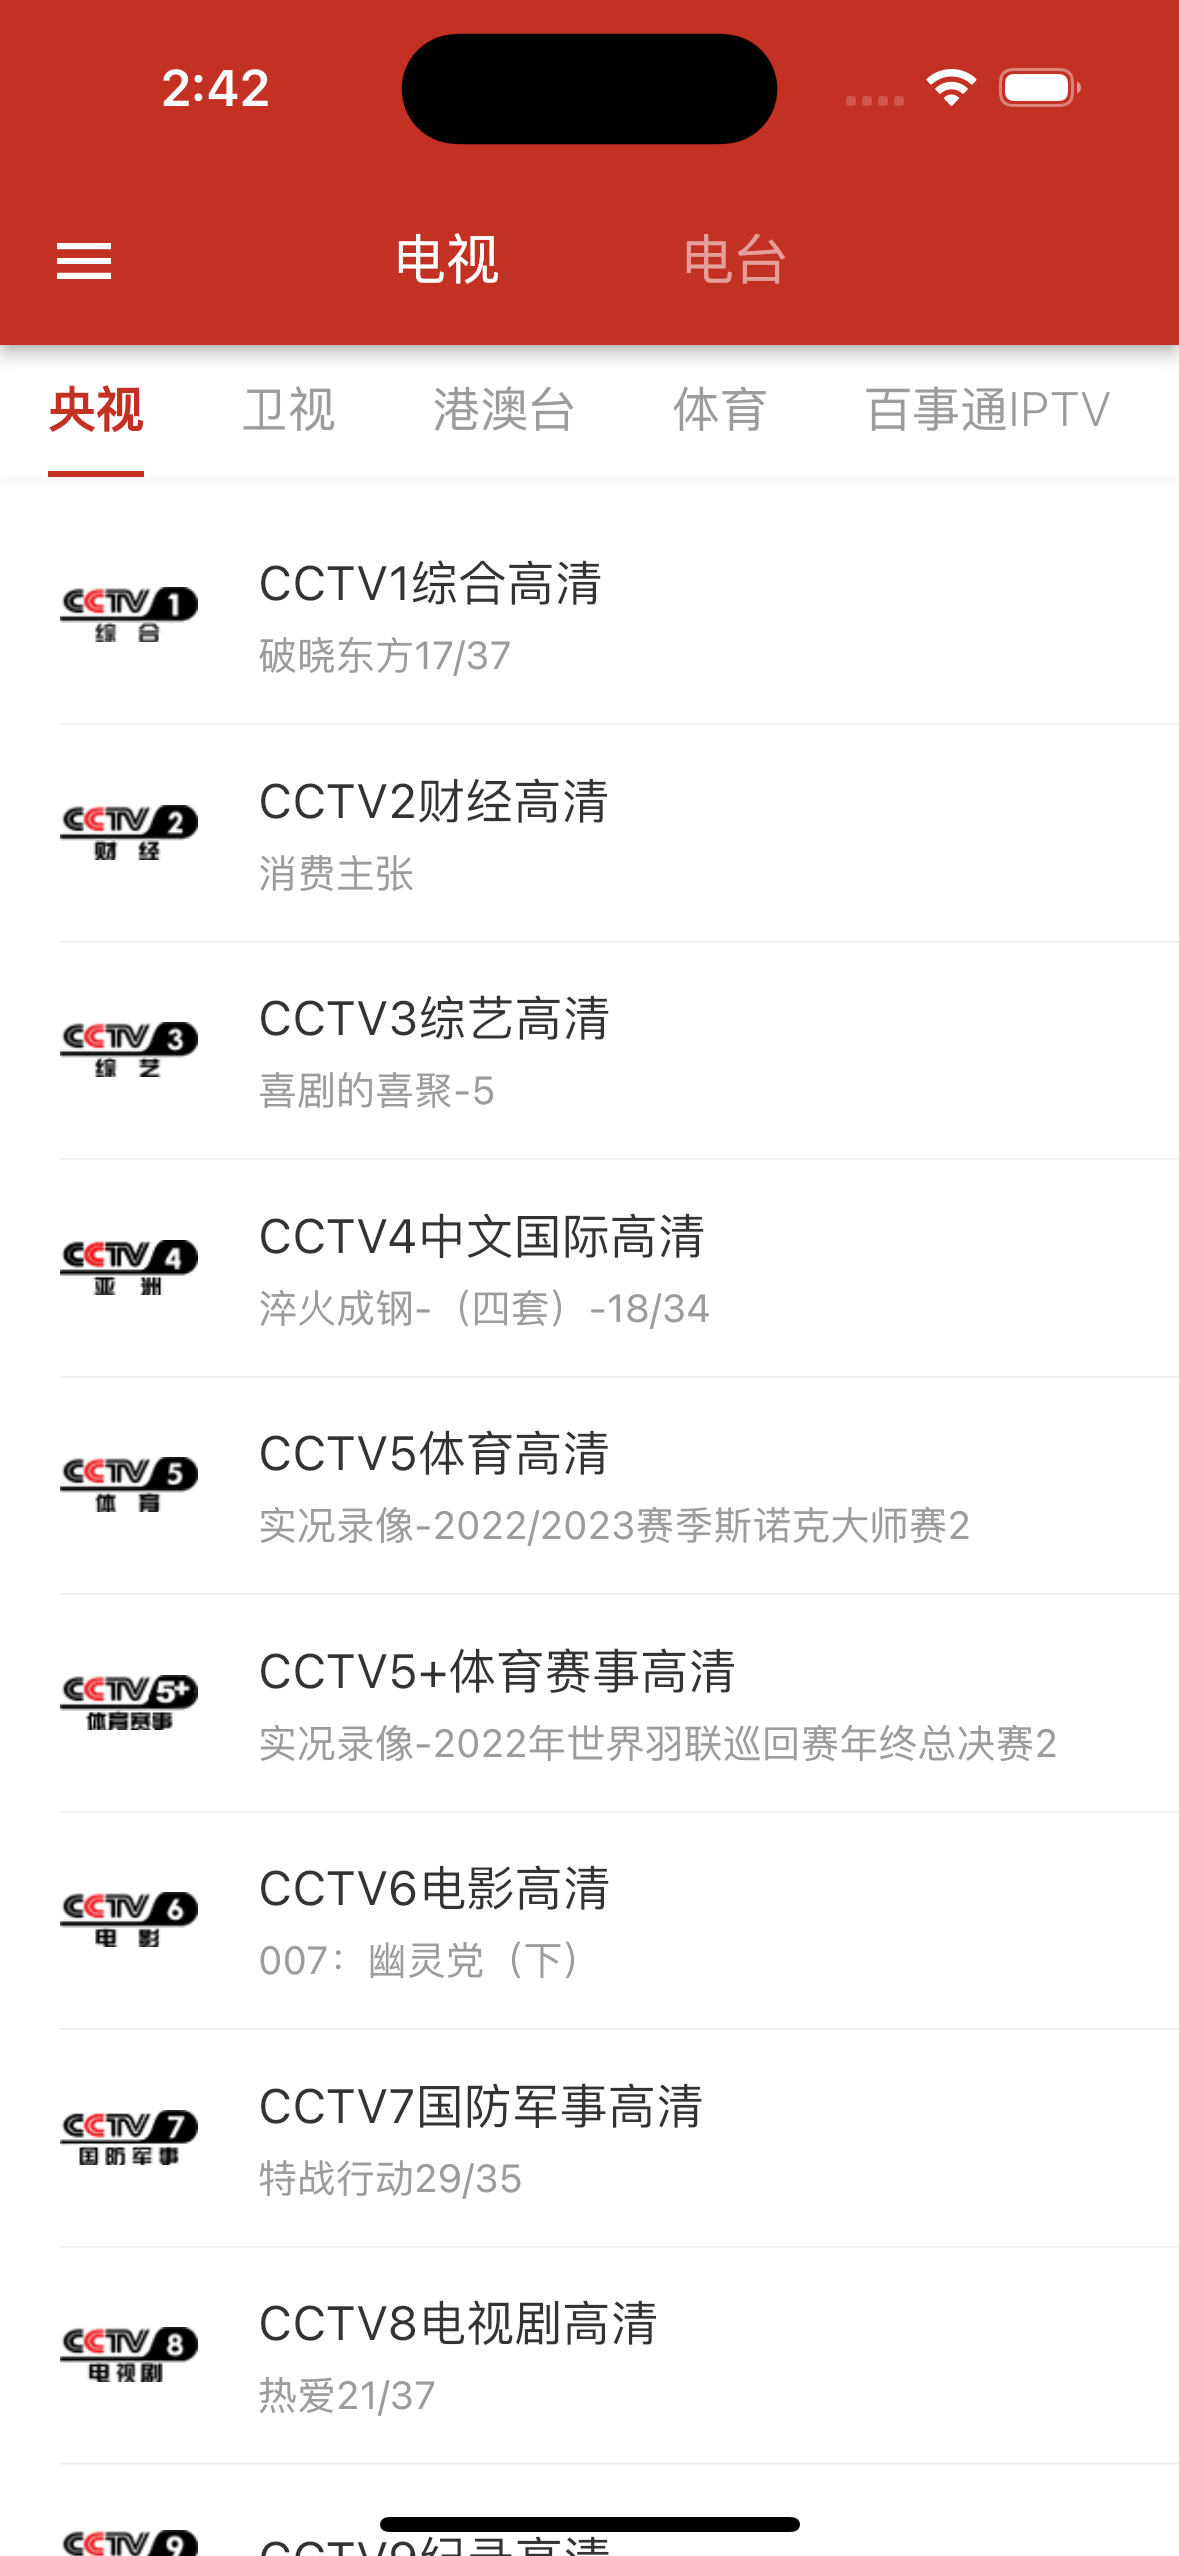 2:42
电视
电台
央视
卫视
港澳台
体育
百事通IPTV
CCTV 1
综合
CCTV1综合高清
破晓东方17/37
CCTV 2
财经
CCTV2财经高清
消费主张
CCTV 3
综艺
CCTV3综艺高清
喜剧的喜聚-5
CCTV 4
亚洲
CCTV4中文国际高清
淬火成钢-（四套）-18/34
CCTV 5
体育
CCTV5体育高清
实况录像-2022/2023赛季斯诺克大师赛2
CCTV 5+
体育赛事
CCTV5+体育赛事高清
实况录像-2022年世界羽联巡回赛年终总决赛2
CCTV 6
电影
CCTV6电影高清
007：幽灵党（下）
CCTV 7
国防军事
CCTV7国防军事高清
特战行动29/35
CCTV 8
电视剧
CCTV8电视剧高清
热爱21/37
CCTV 9
CCTV9纪录高清